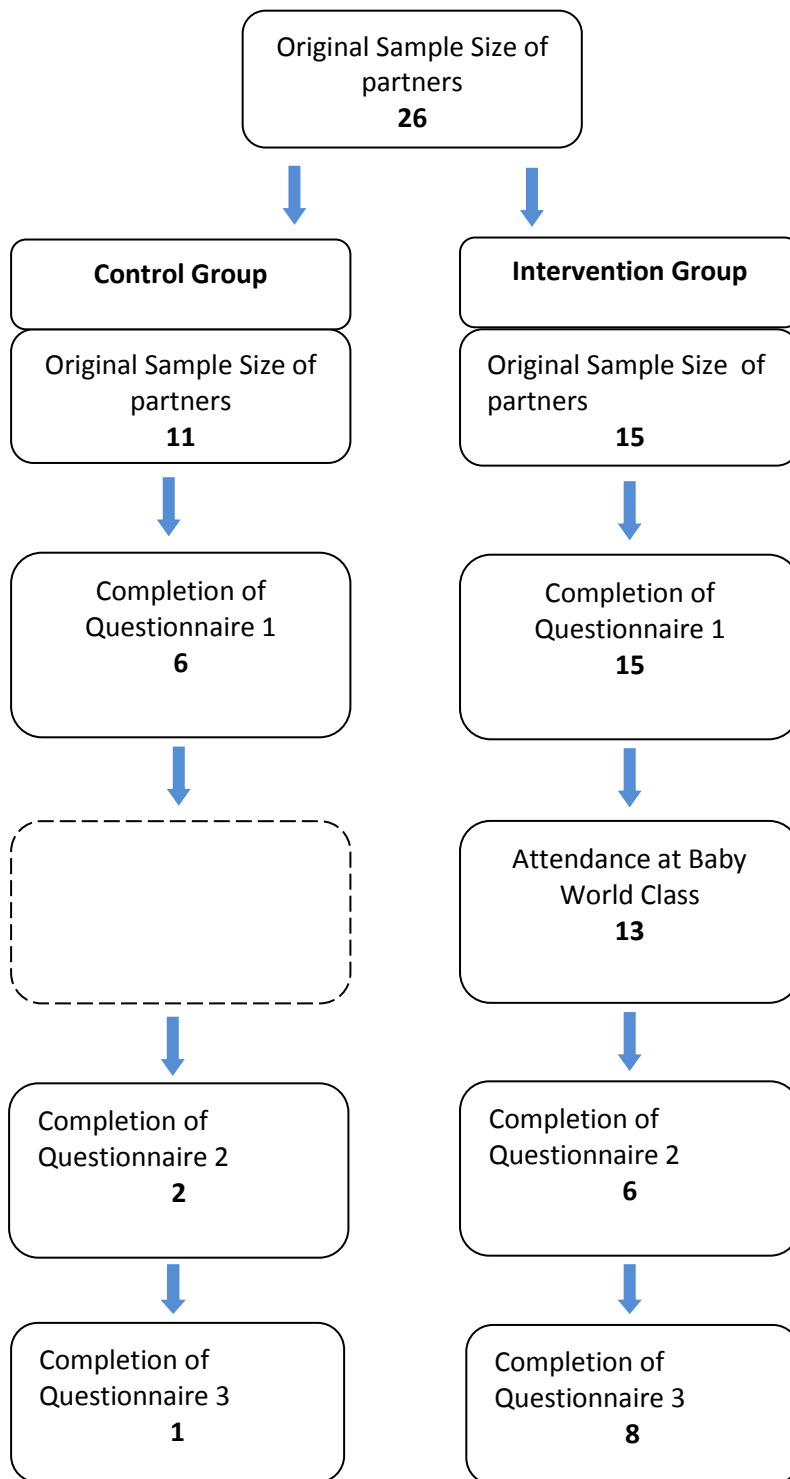 Original Sample Size of
partners
26
Control Group
Intervention Group
Original Sample Size of
partners
11
Original Sample Size of
partners
15
Completion of
Questionnaire 1
6
Completion of
Questionnaire 1
15
Attendance at Baby
World Class
13
Completion of
Questionnaire 2
2
Completion of
Questionnaire 2
6
Completion of
Questionnaire 3
1
Completion of
Questionnaire 3
8